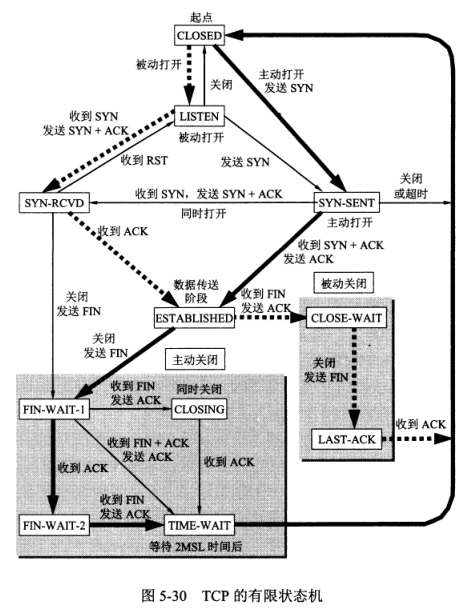 起点
CLOSED
被动打开
关闭
主动打开
发送 SYN
收到 SYN
发送 SYN + ACK
LISTEN
被动打开
收到 RST
发送 SYN
SYN-RCVD
收到 SYN，发送 SYN + ACK
同时打开
SYN-SENT
主动打开
关闭
或超时
收到 ACK
收到 SYN + ACK
发送 ACK
数据传送
阶段
ESTABLISHED
收到 FIN
发送 ACK
被动关闭
CLOSE-WAIT
关闭
发送 FIN
关闭
发送 FIN
主动关闭
关闭
发送 FIN
LAST-ACK
收到 ACK
FIN-WAIT-1
收到 FIN
发送 ACK
同时关闭
CLOSING
收到 FIN + ACK
发送 ACK
收到 ACK
收到 ACK
FIN-WAIT-2
收到 FIN
发送 ACK
TIME-WAIT
等待 2MSL 时间后
图 5-30 TCP 的有限状态机